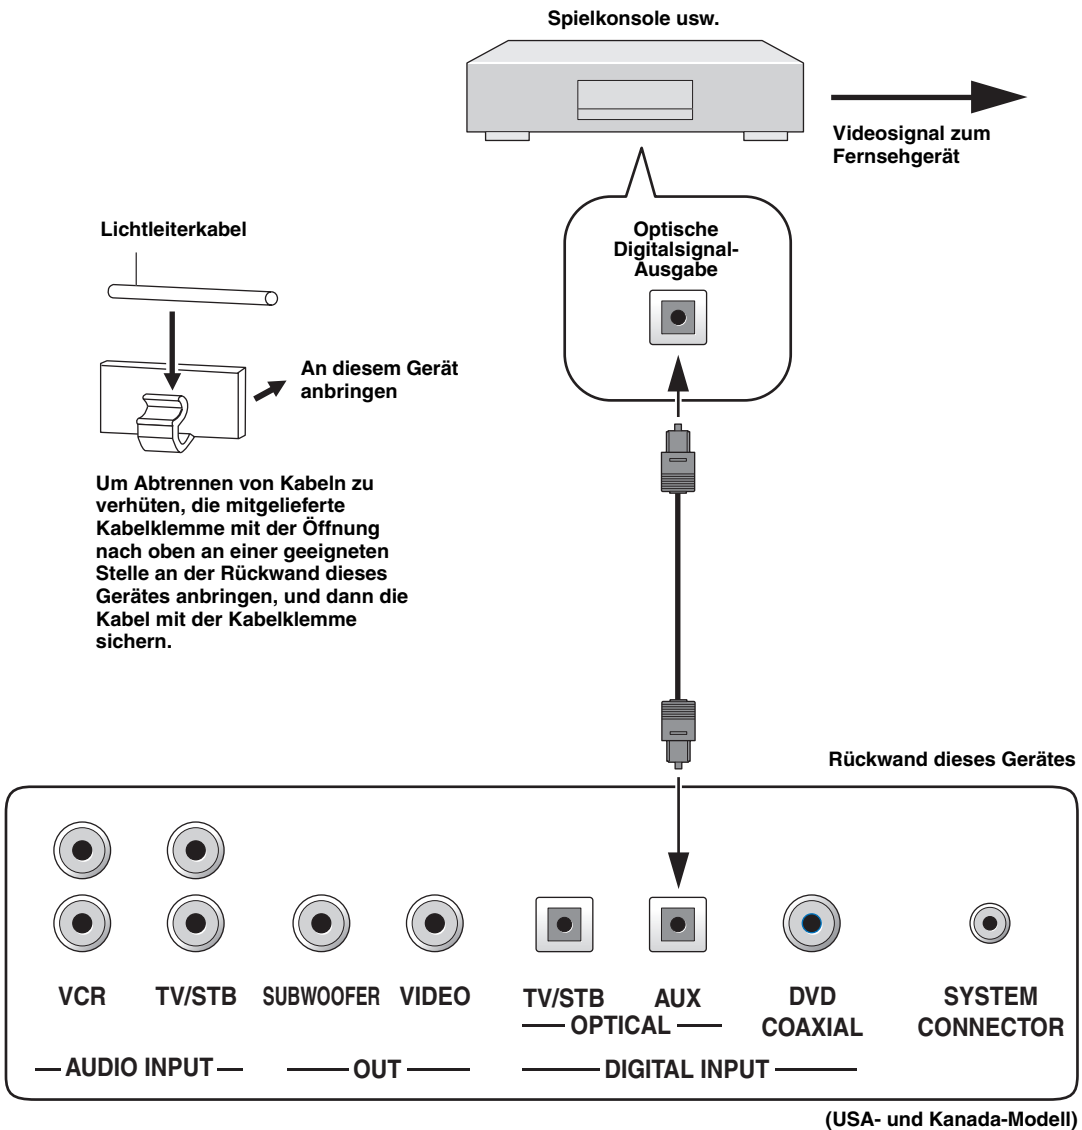 Spielkonsole usw.
Videosignal zum
Fernsehgerät
Optische
Digitalsignal-
Ausgabe
Lichtleiterkabel
An diesem Gerät
anbringen
Um Abtrennen von Kabeln zu
verhüten, die mitgelieferte
Kabelklemme mit der Öffnung
nach oben an einer geeigneten
Stelle an der Rückwand dieses
Gerätes anbringen, und dann die
Kabel mit der Kabelklemme
sichern.
Rückwand dieses Gerätes
VCR TV/STB SUBWOOFER VIDEO TV/STB AUX DVD SYSTEM
OPTICAL COAXIAL CONNECTOR
AUDIO INPUT OUT DIGITAL INPUT
(USA- und Kanada-Modell)